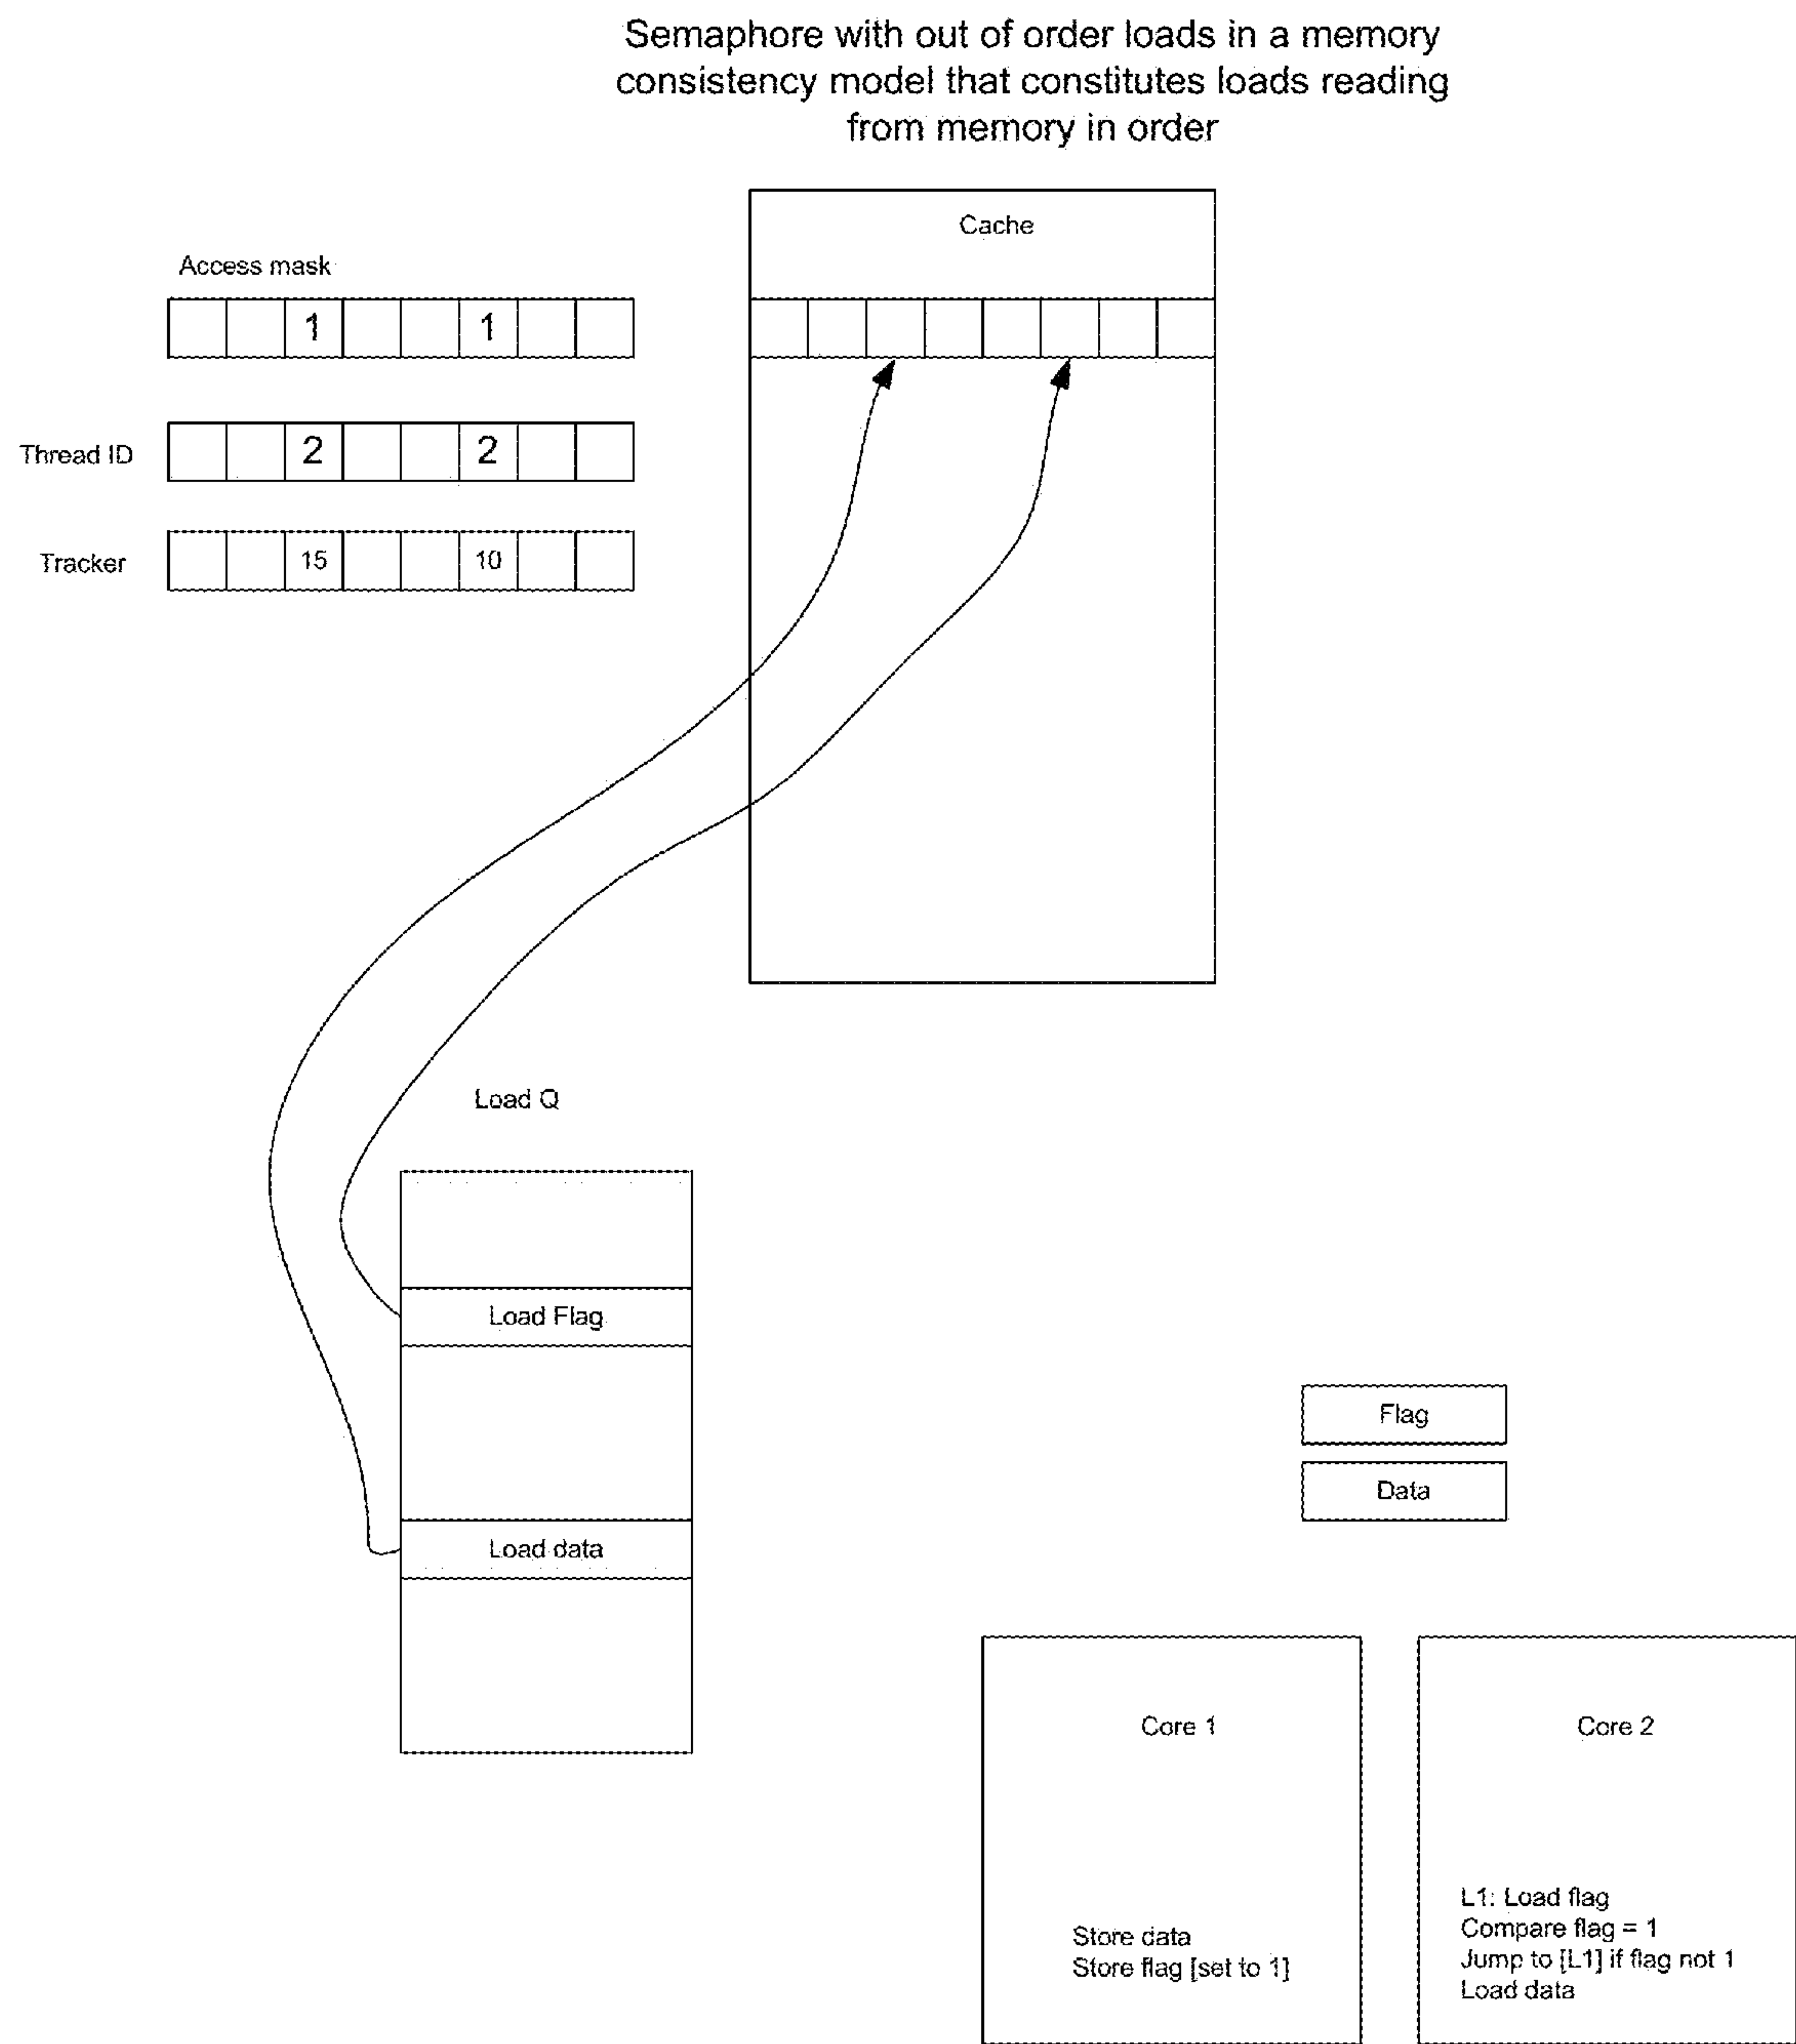 Semaphore with out of order loads in a memory
consistency model that constitutes loads reading
from memory in order
Cache
Access mask
1 1
Thread ID
2 2
Tracker
15 10
Load Q
Load Flag
Load data
Flag
Data
Core 1
Store data
Store flag [set to 1]
Core 2
L1: Load flag
Compare flag = 1
Jump to [L1] if flag not 1
Load data